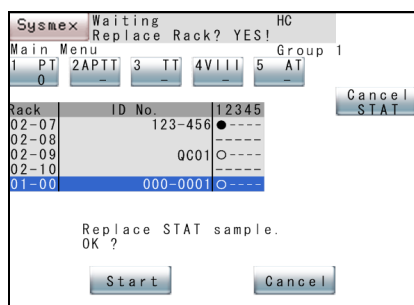 Sysmex Waiting HC
Replace Rack? YES!
Main Menu Group 1
1 PT 2APTT 3 TT 4VIII 5 AT
0 - - - -
Cancel STAT
Rack ID No. 12345
02-07 123-456 ●----
02-08 -----
02-09 QC01 ○----
02-10 -----
01-00 000-0001 ○----
Replace STAT sample.
OK ?
Start Cancel